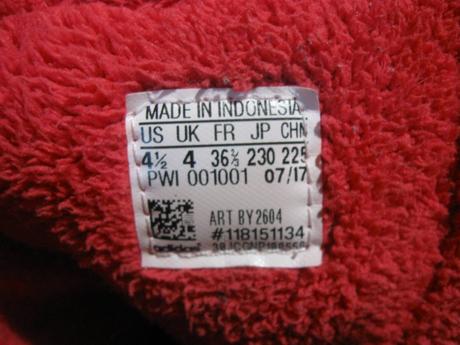 MADE IN INDONESIA
US UK FR JP CHN
4½ 4 36⅔ 230 225
PWI 001001 07/17
ART BY2604
#118151134
adidas